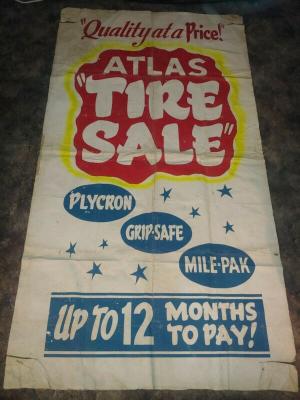 "Quality at a Price!"
ATLAS
"TIRE
SALE"
PLYCRON
GRIP-SAFE
MILE-PAK
UP TO 12 MONTHS
TO PAY!